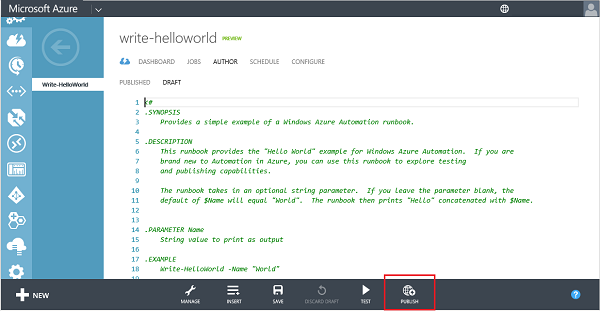 Microsoft Azure
write-helloworld PREVIEW
DASHBOARD JOBS AUTHOR SCHEDULE CONFIGURE
Write-HelloWorld
PUBLISHED DRAFT
1 <#
2 .SYNOPSIS
3 Provides a simple example of a Windows Azure Automation runbook.
4
5 .DESCRIPTION
6 This runbook provides the "Hello World" example for Windows Azure Automation. If you are
7 brand new to Automation in Azure, you can use this runbook to explore testing
8 and publishing capabilities.
9
10 The runbook takes in an optional string parameter. If you leave the parameter blank, the
11 default of $Name will equal "World". The runbook then prints "Hello" concatenated with $Name.
12
13
14 .PARAMETER Name
15 String value to print as output
16
17 .EXAMPLE
18 Write-HelloWorld -Name "World"
NEW MANAGE INSERT SAVE DISCARD DRAFT TEST PUBLISH ?